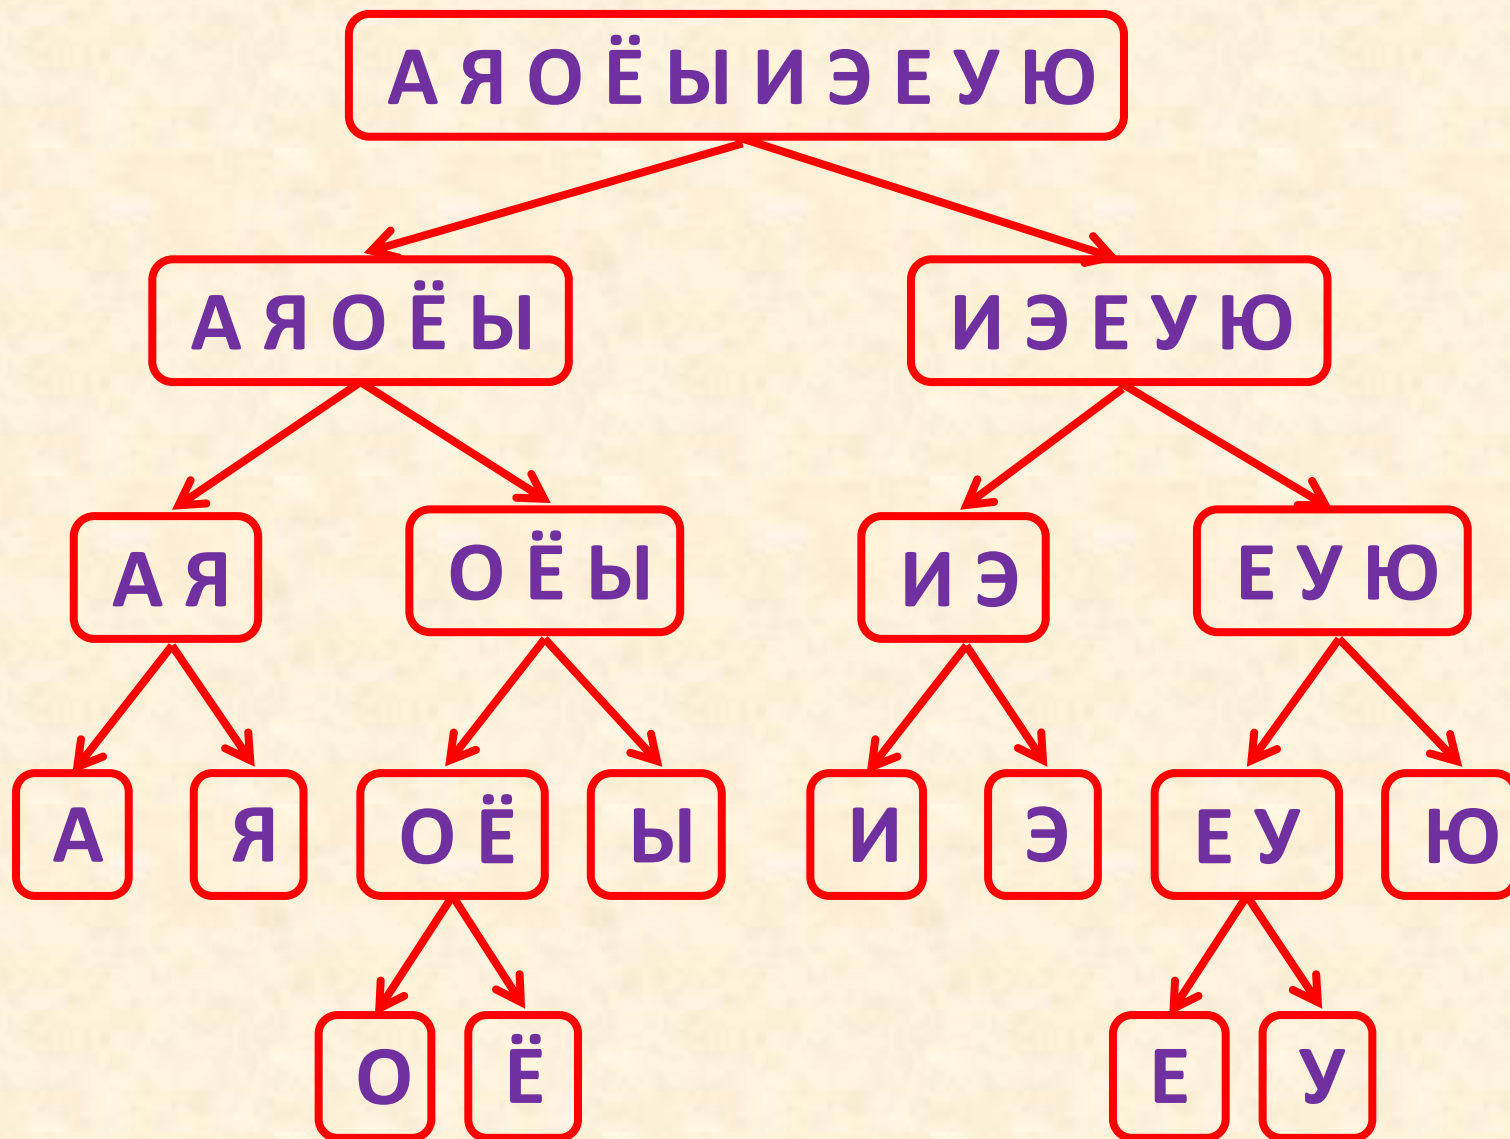 А Я О Ё Ы И Э Е У Ю
А Я О Ё Ы
И Э Е У Ю
А Я
О Ё Ы
И Э
Е У Ю
А
Я
О Ё
Ы
И
Э
Е У
Ю
О
Ё
Е
У